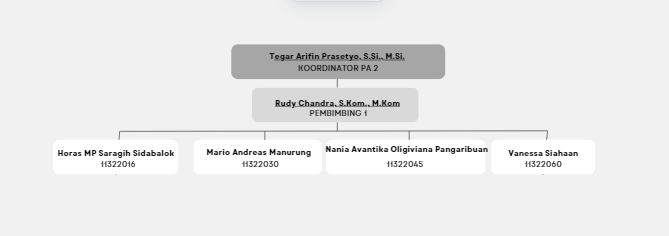 Togar Arifin Prasetyo, S.Si., M.Si.
KOORDINATOR PA 2
Rudy Chandra, S.Kom., M.Kom
PEMBIMBING 1
Horas MP Saragih Sidabalok
11322016
Mario Andreas Manurung
11322030
Nania Avantika Oligiviana Pangaribuan
11322045
Vanessa Siahaan
11322060